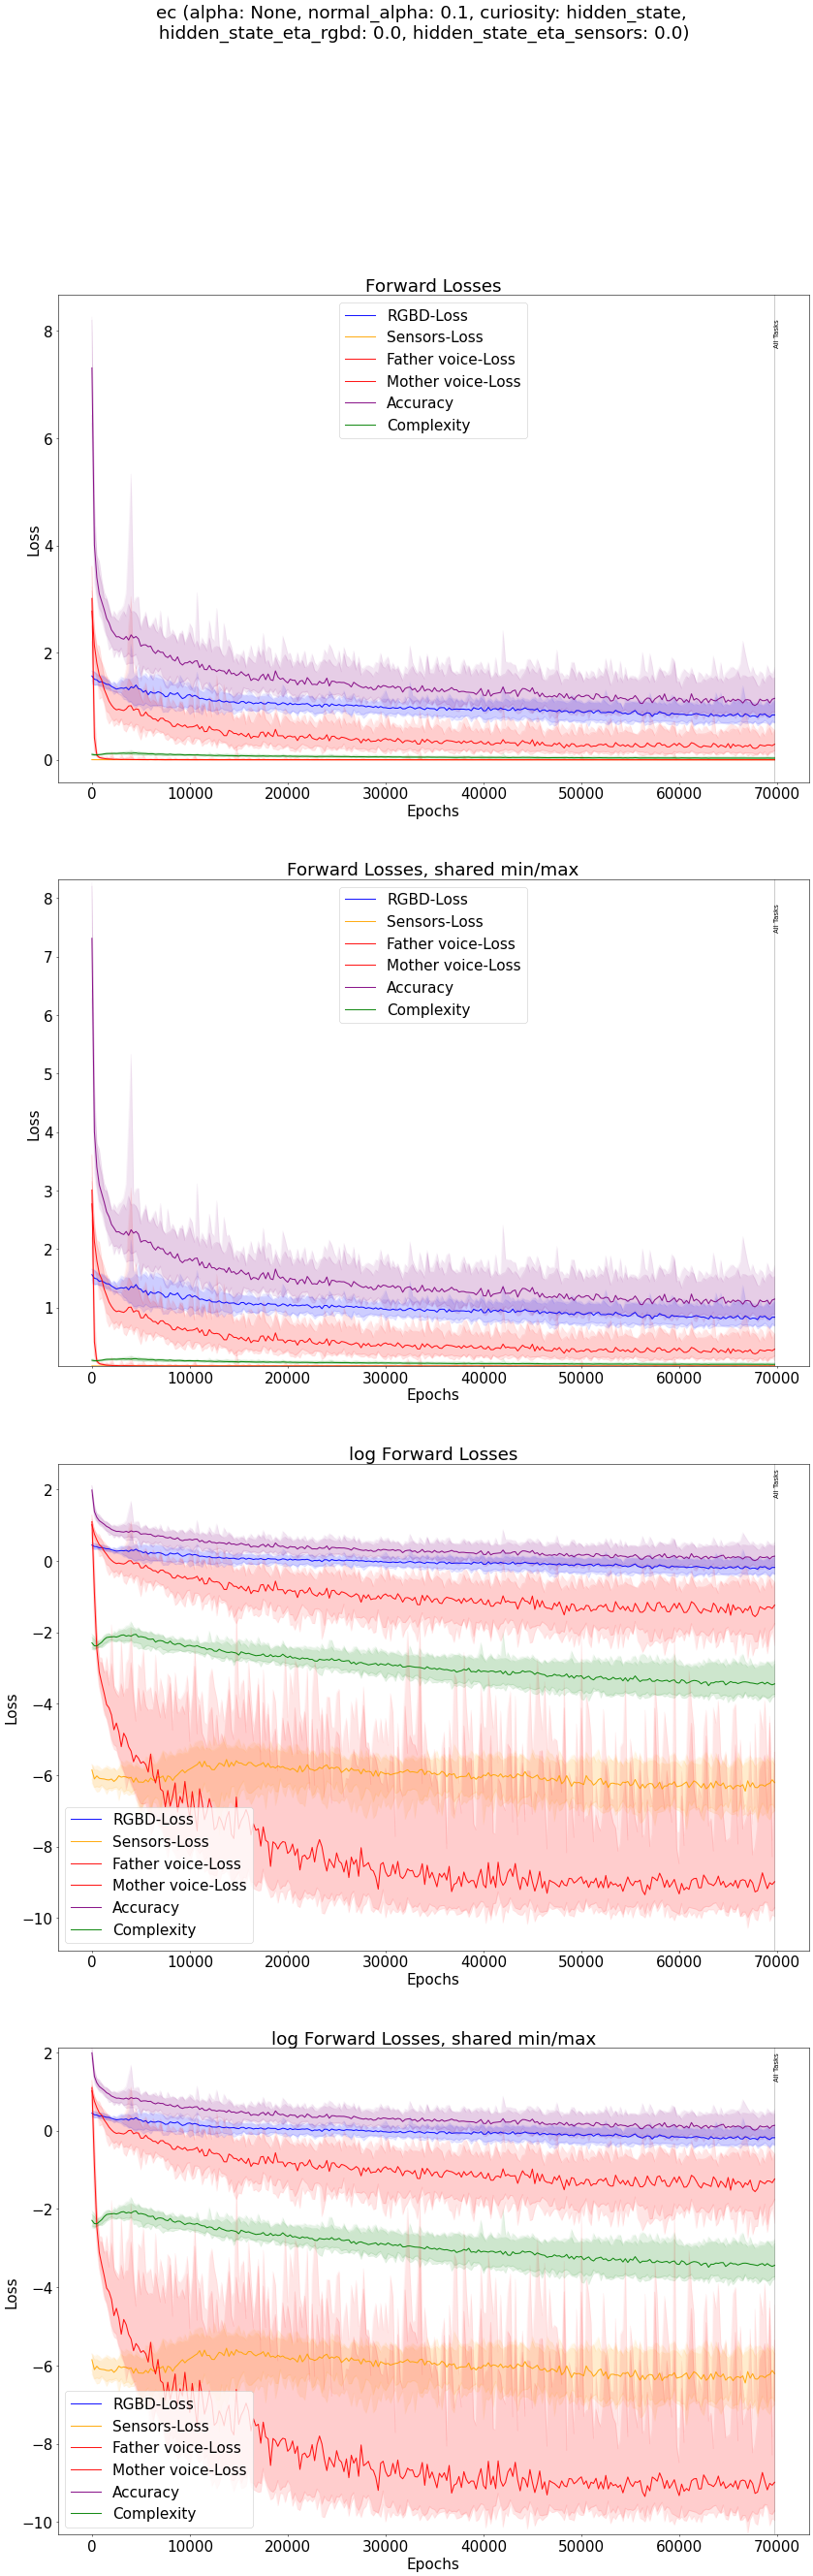 ec (alpha: None, normal_alpha: 0.1, curiosity: hidden_state,
hidden_state_eta_rgbd: 0.0, hidden_state_eta_sensors: 0.0)
Forward Losses
RGBD-Loss
Sensors-Loss
Father voice-Loss
Mother voice-Loss
Accuracy
Complexity
All Tasks
8
6
4
2
0
Loss
0 10000 20000 30000 40000 50000 60000 70000
Epochs
Forward Losses, shared min/max
RGBD-Loss
Sensors-Loss
Father voice-Loss
Mother voice-Loss
Accuracy
Complexity
All Tasks
8
7
6
5
4
3
2
1
Loss
0 10000 20000 30000 40000 50000 60000 70000
Epochs
log Forward Losses
All Tasks
2
0
−2
−4
−6
−8
−10
Loss
RGBD-Loss
Sensors-Loss
Father voice-Loss
Mother voice-Loss
Accuracy
Complexity
0 10000 20000 30000 40000 50000 60000 70000
Epochs
log Forward Losses, shared min/max
All Tasks
2
0
−2
−4
−6
−8
−10
Loss
RGBD-Loss
Sensors-Loss
Father voice-Loss
Mother voice-Loss
Accuracy
Complexity
0 10000 20000 30000 40000 50000 60000 70000
Epochs